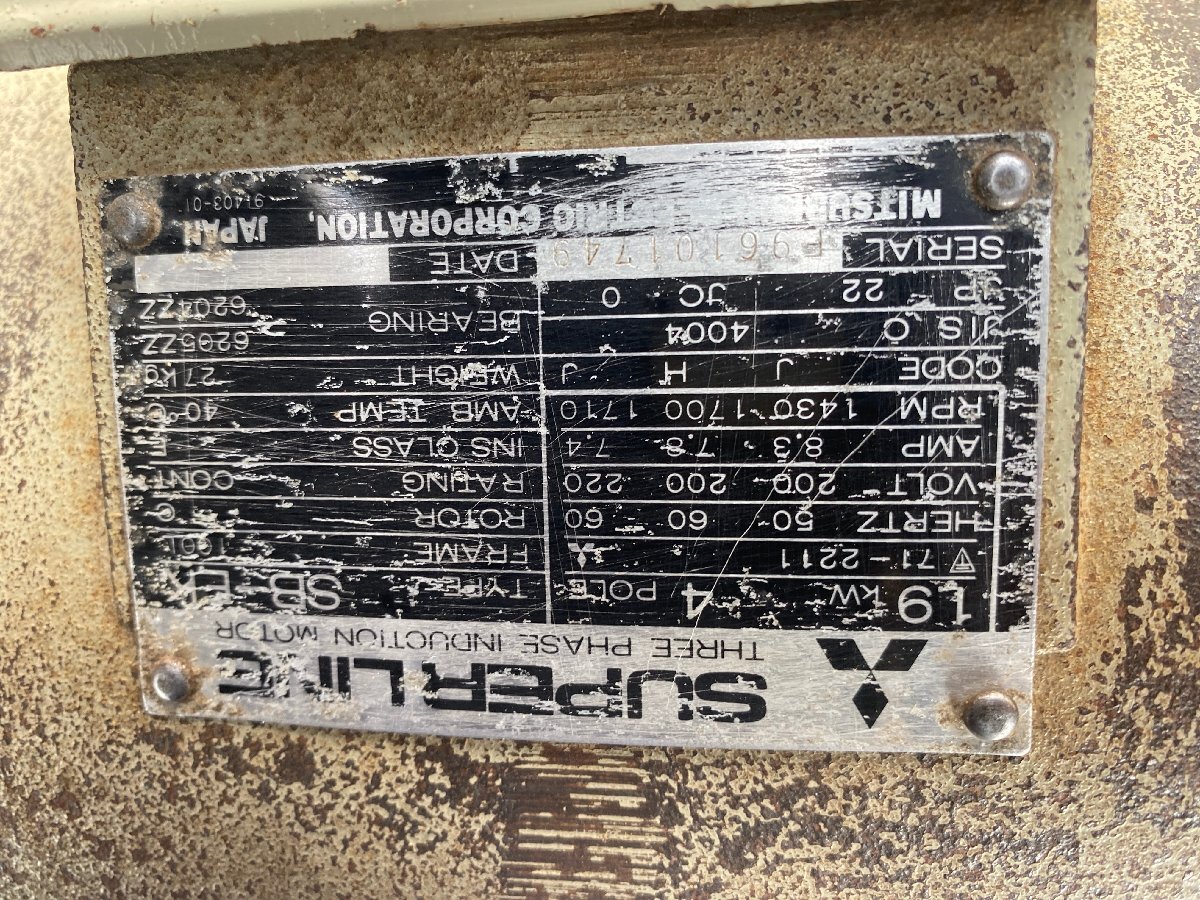 SUPERLINE
THREE PHASE INDUCTION MOTOR
1.9 kW 4 POLE TYPE SB-
71-2211 FRAME 100L
HERTZ 50 60 60 ROTOR
VOLT 200 200 220 RATING CONT
AMP 8.3 7.8 7.4 INS CLASS E
RPM 1430 1700 1710 AMB TEMP 40°C
CODE J H J WEIGHT 27kg
JIS C 4004 BEARING 6205ZZ
JP 22 JC 0 6204ZZ
SERIAL F96101749 DATE
MITSUBISHI ELECTRIC CORPORATION, JAPAN
91403-01